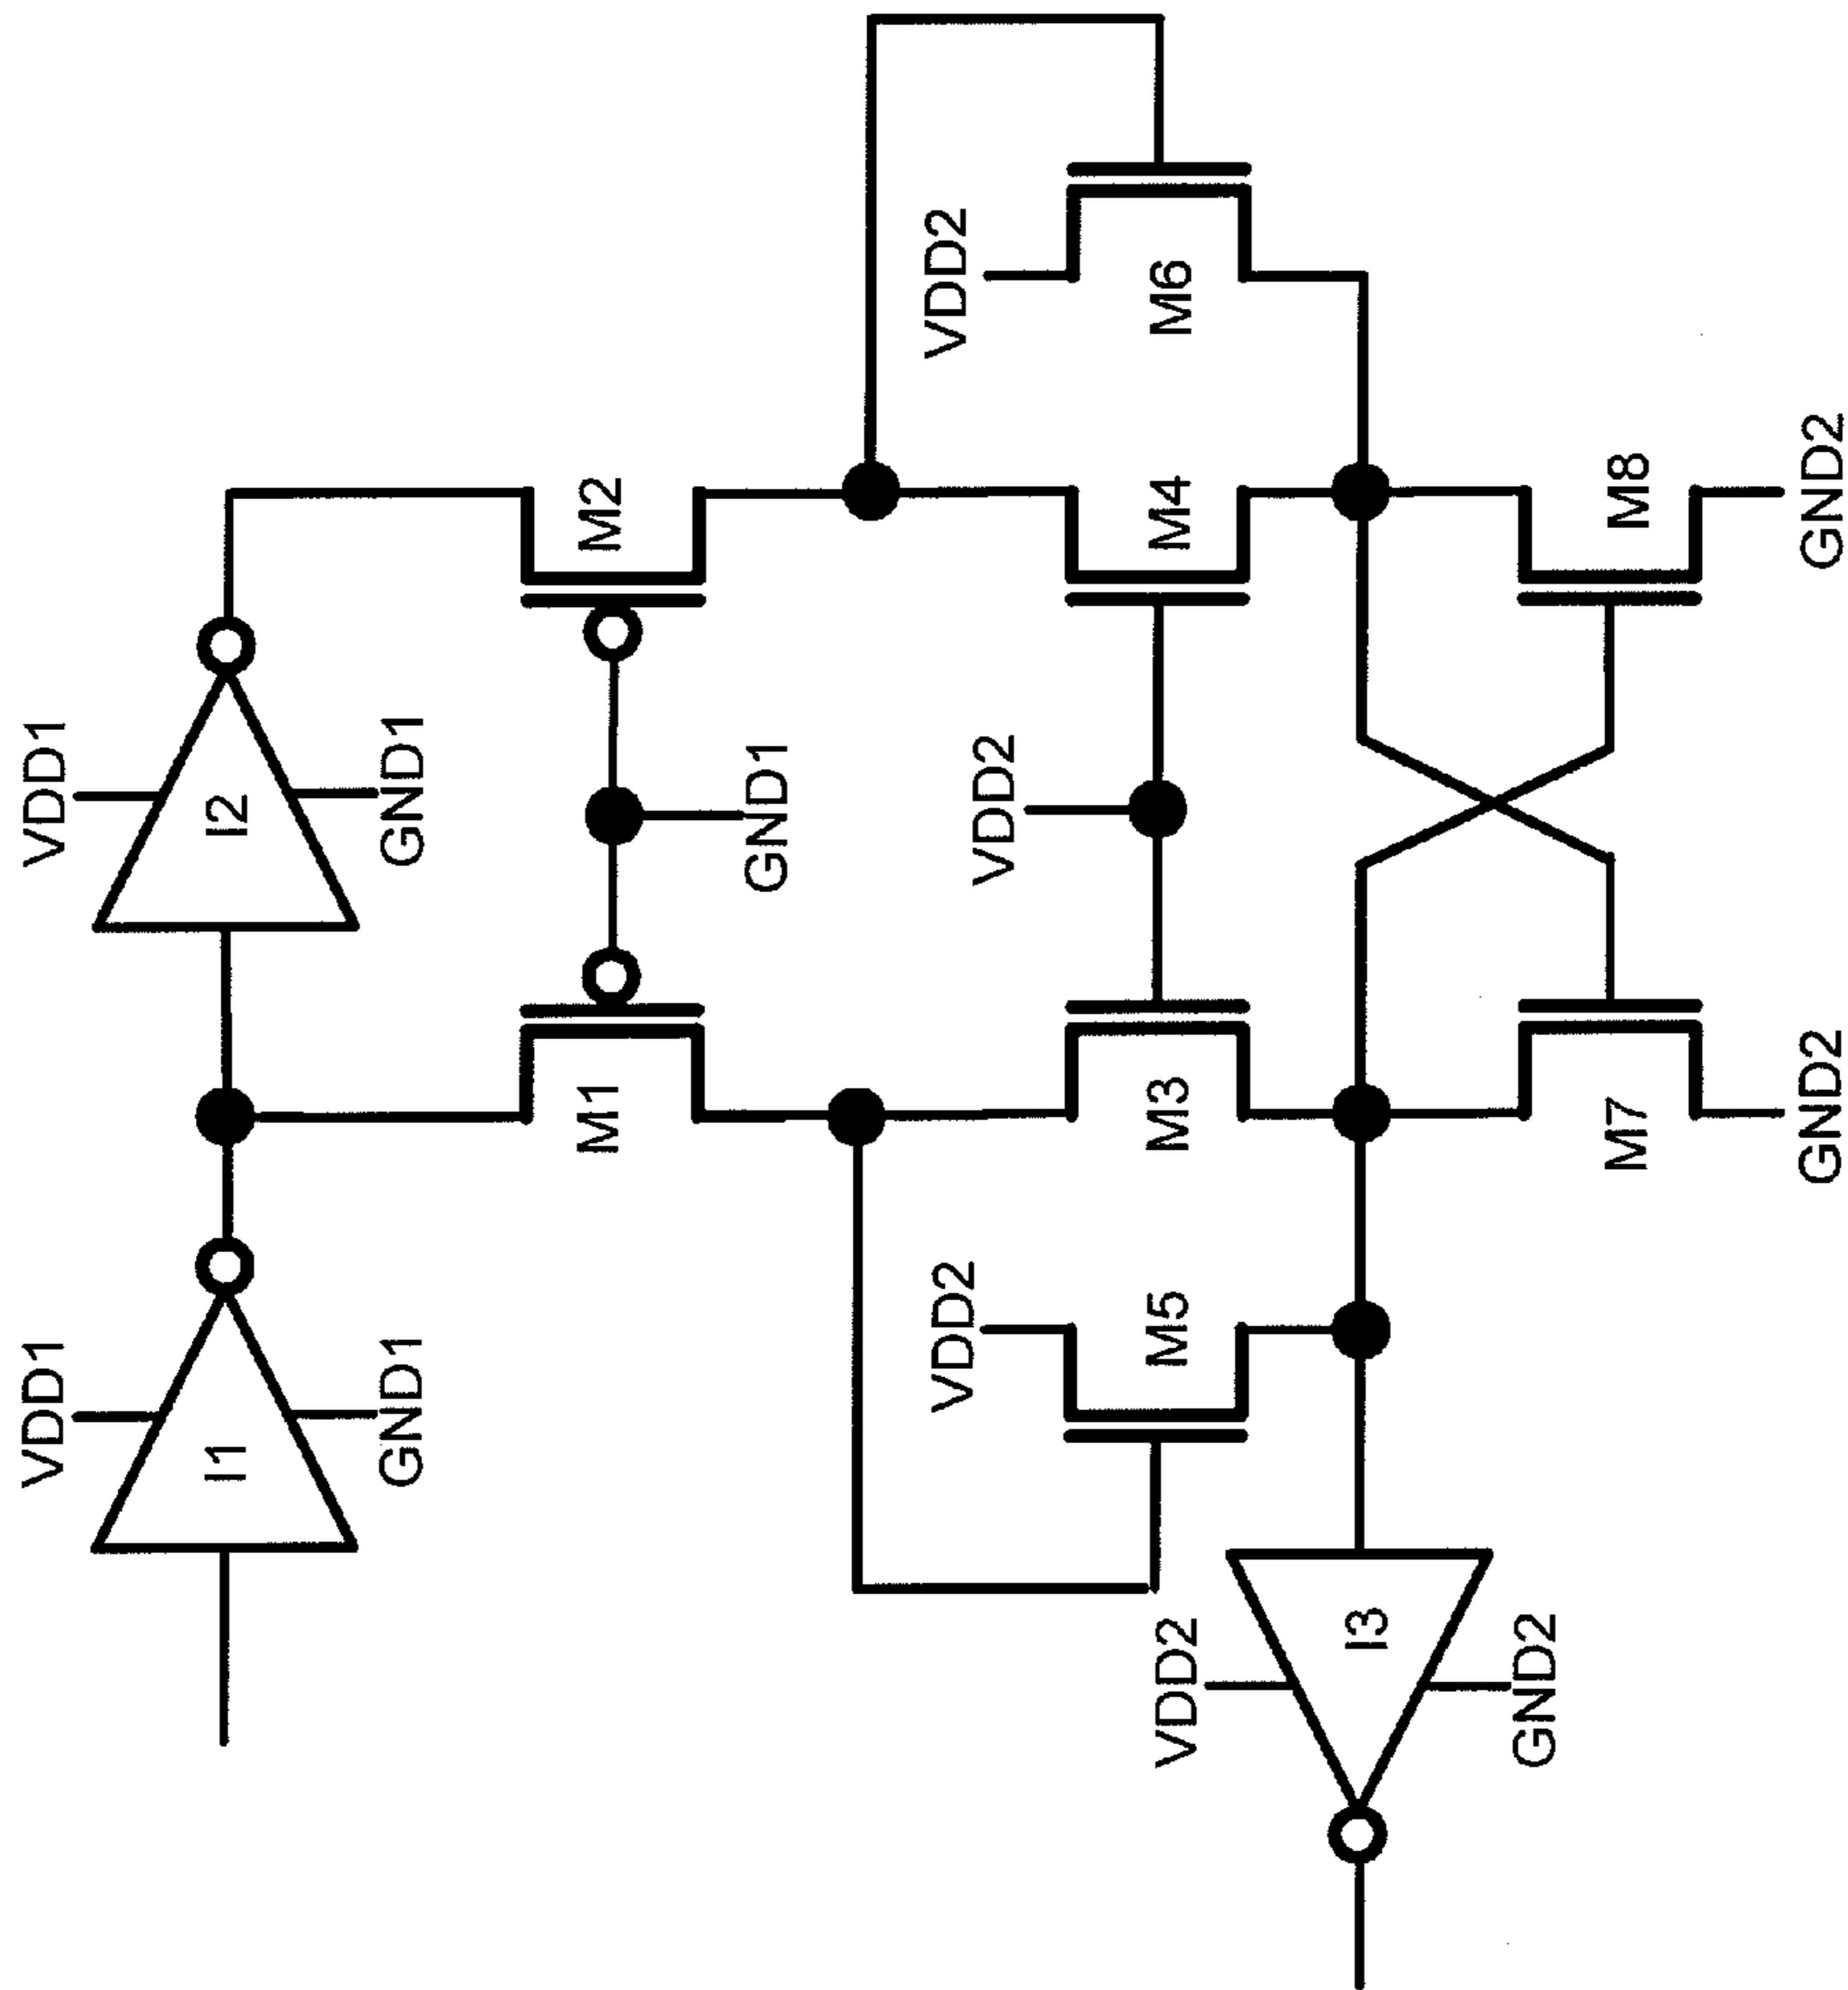 VDD1
I1
GND1
VDD1
I2
GND1
M1
M2
GND1
VDD2
M5
M3
VDD2
M4
VDD2
M6
VDD2
I3
GND2
M7
GND2
M8
GND2